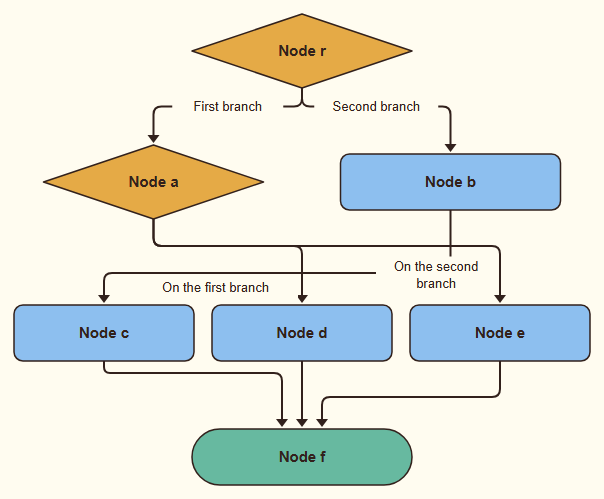 Node r
First branch
Second branch
Node a
Node b
On the second
branch
On the first branch
Node c
Node d
Node e
Node f